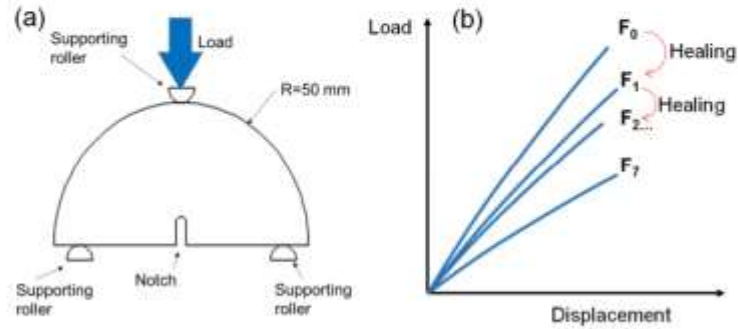 (a)
Supporting
roller
Load
R=50 mm
Supporting
roller
Notch
Supporting
roller
(b)
Load
F0
Healing
F1
Healing
F2...
F7
Displacement